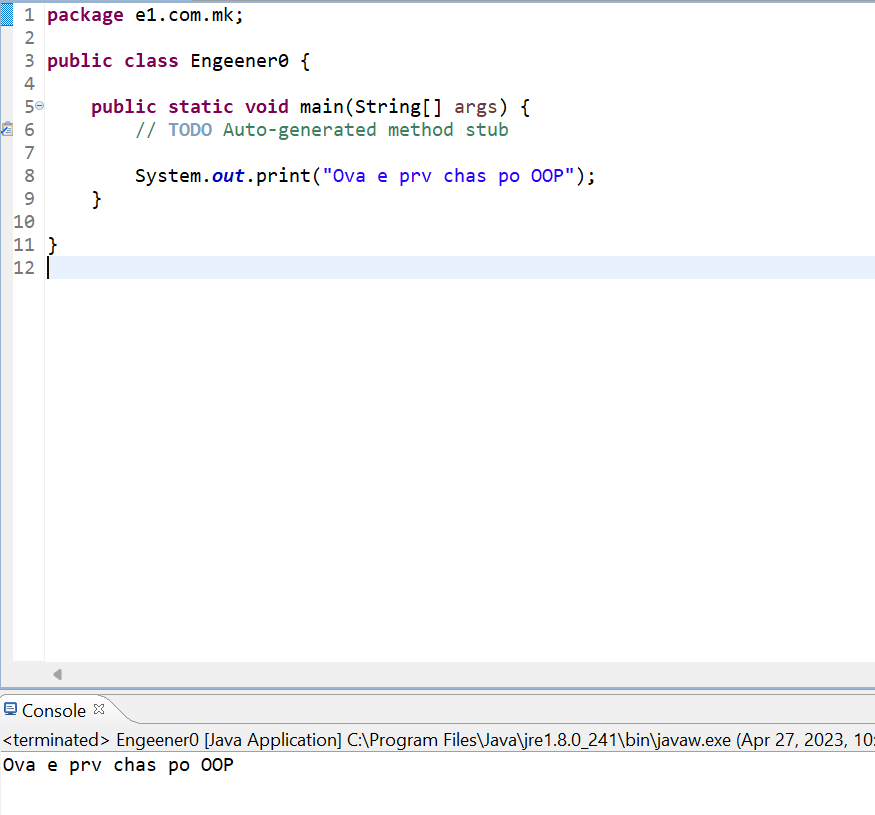 1 package e1.com.mk;
2
3 public class Engeener0 {
4
5 public static void main(String[] args) {
6 // TODO Auto-generated method stub
7
8 System.out.print("Ova e prv chas po OOP");
9 }
10
11 }
12
Console
<terminated> Engeener0 [Java Application] C:\Program Files\Java\jre1.8.0_241\bin\javaw.exe (Apr 27, 2023, 10:
Ova e prv chas po OOP